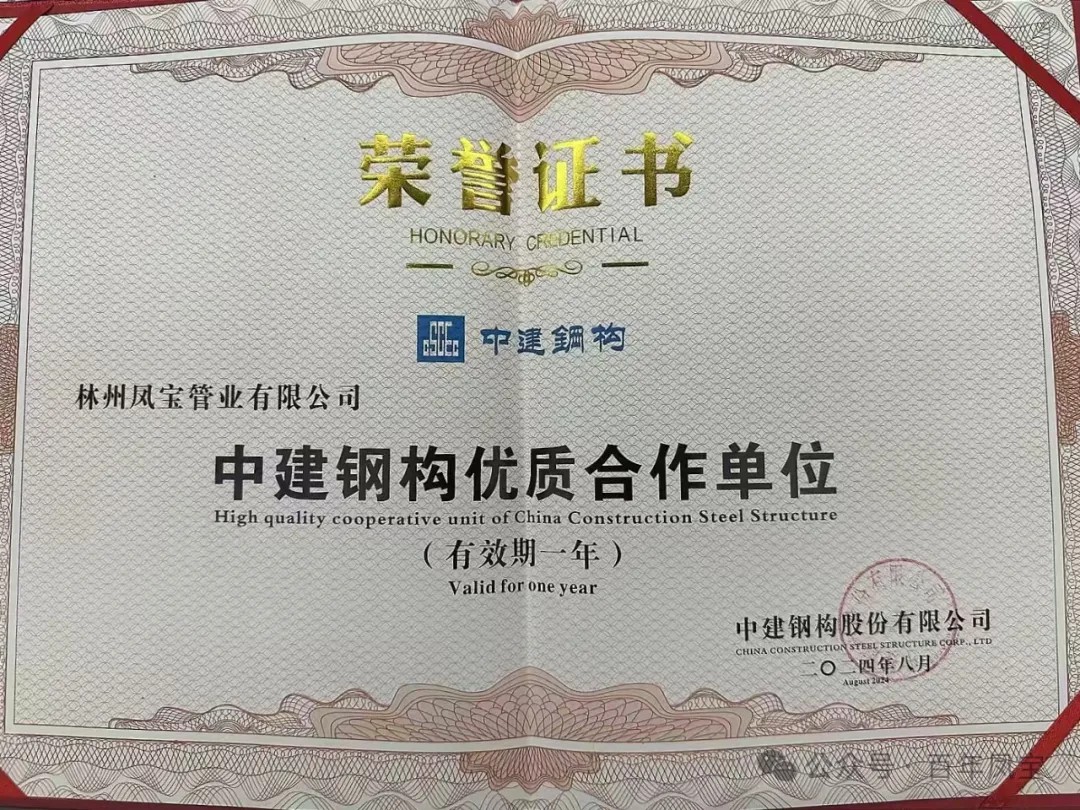 荣誉证书
HONORARY CREDENTIAL
CSCEC 中建鋼构
林州凤宝管业有限公司
中建钢构优质合作单位
High quality cooperative unit of China Construction Steel Structure
（有效期一年）
Valid for one year
中建钢构股份有限公司
CHINA CONSTRUCTION STEEL STRUCTURE CORP., LTD
二〇二四年八月
August 2024
公众号 · 百年凤宝